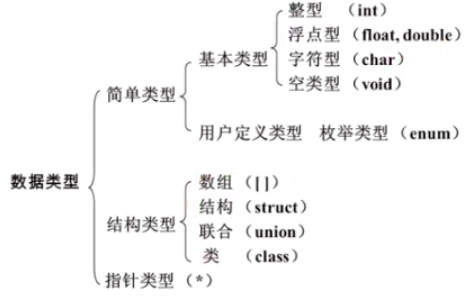 整型 （int）
浮点型（float, double）
基本类型
字符型（char）
空类型（void）
简单类型
用户定义类型 枚举类型（enum）
数据类型
数组（[ ]）
结构（struct）
结构类型
联合（union）
类 （class）
指针类型（*）